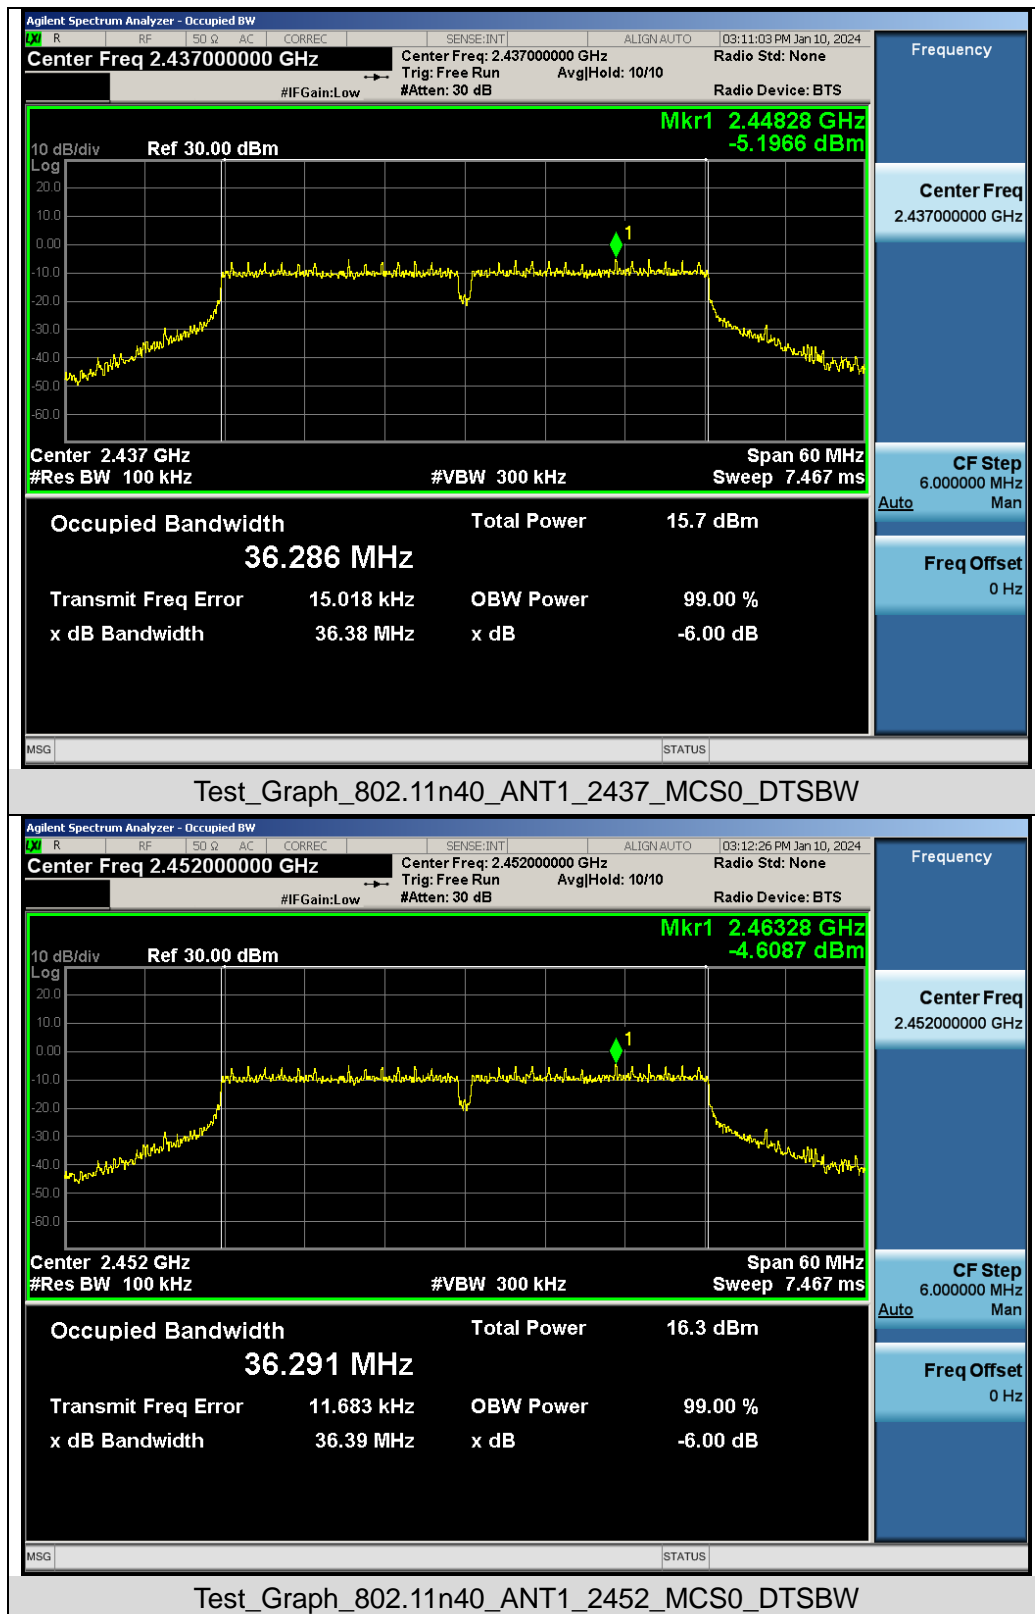 Agilent Spectrum Analyzer - Occupied BW
LXI R RF 50 Ω AC CORREC SENSE:INT ALIGN AUTO 03:11:03 PM Jan 10, 2024
Center Freq 2.437000000 GHz Center Freq: 2.437000000 GHz Radio Std: None Frequency
Trig: Free Run Avg|Hold: 10/10
#IFGain:Low #Atten: 30 dB Radio Device: BTS
Mkr1 2.44828 GHz
10 dB/div Ref 30.00 dBm -5.1966 dBm
Log
20.0
10.0
0.00
-10.0
-20.0
-30.0
-40.0
-50.0
-60.0
1
Center Freq
2.437000000 GHz
Center 2.437 GHz Span 60 MHz
#Res BW 100 kHz #VBW 300 kHz Sweep 7.467 ms
CF Step
6.000000 MHz
Auto Man
Occupied Bandwidth Total Power 15.7 dBm
36.286 MHz
Freq Offset
0 Hz
Transmit Freq Error 15.018 kHz OBW Power 99.00 %
x dB Bandwidth 36.38 MHz x dB -6.00 dB
MSG STATUS
Test_Graph_802.11n40_ANT1_2437_MCS0_DTSBW
Agilent Spectrum Analyzer - Occupied BW
LXI R RF 50 Ω AC CORREC SENSE:INT ALIGN AUTO 03:12:26 PM Jan 10, 2024
Center Freq 2.452000000 GHz Center Freq: 2.452000000 GHz Radio Std: None Frequency
Trig: Free Run Avg|Hold: 10/10
#IFGain:Low #Atten: 30 dB Radio Device: BTS
Mkr1 2.46328 GHz
10 dB/div Ref 30.00 dBm -4.6087 dBm
Log
20.0
10.0
0.00
-10.0
-20.0
-30.0
-40.0
-50.0
-60.0
1
Center Freq
2.452000000 GHz
Center 2.452 GHz Span 60 MHz
#Res BW 100 kHz #VBW 300 kHz Sweep 7.467 ms
CF Step
6.000000 MHz
Auto Man
Occupied Bandwidth Total Power 16.3 dBm
36.291 MHz
Freq Offset
0 Hz
Transmit Freq Error 11.683 kHz OBW Power 99.00 %
x dB Bandwidth 36.39 MHz x dB -6.00 dB
MSG STATUS
Test_Graph_802.11n40_ANT1_2452_MCS0_DTSBW